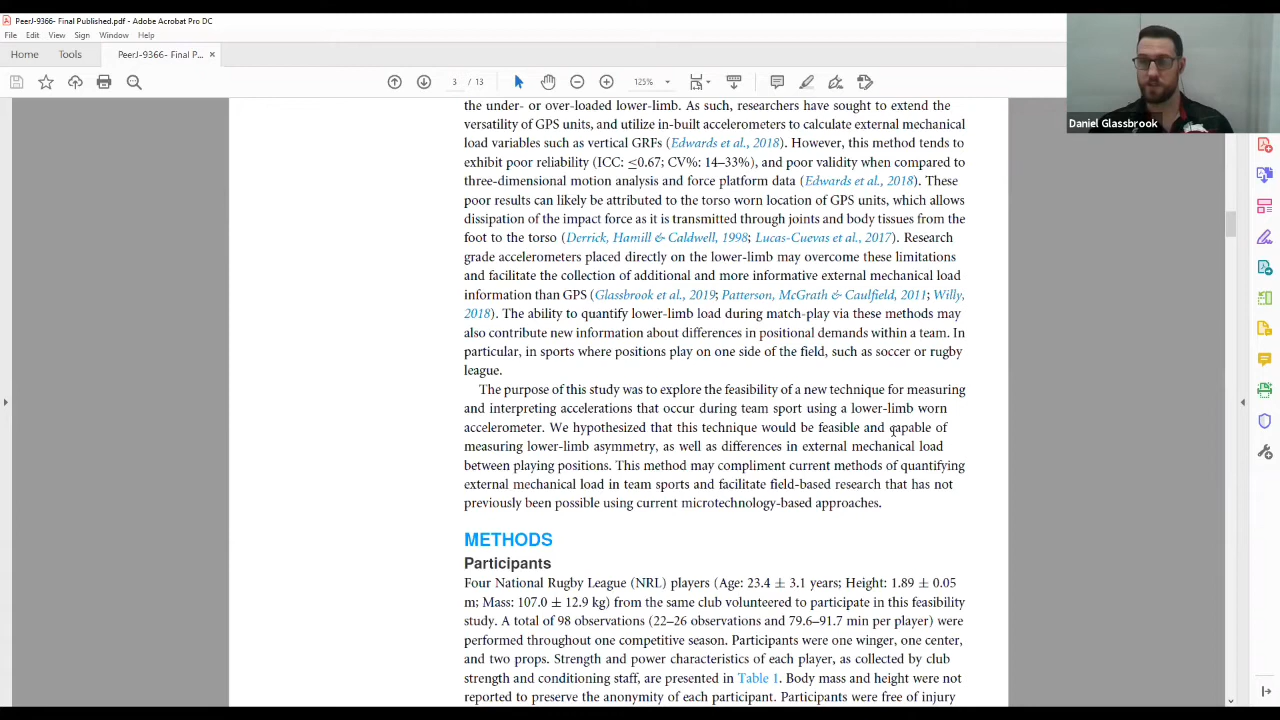 PeerJ-9366- Final Published.pdf - Adobe Acrobat Pro DC
File Edit View Sign Window Help
Home Tools PeerJ-9366- Final P... ×
3 / 13 125%
Daniel Glassbrook
the under- or over-loaded lower-limb. As such, researchers have sought to extend the
versatility of GPS units, and utilize in-built accelerometers to calculate external mechanical
load variables such as vertical GRFs (Edwards et al., 2018). However, this method tends to
exhibit poor reliability (ICC: ≤0.67; CV%: 14–33%), and poor validity when compared to
three-dimensional motion analysis and force platform data (Edwards et al., 2018). These
poor results can likely be attributed to the torso worn location of GPS units, which allows
dissipation of the impact force as it is transmitted through joints and body tissues from the
foot to the torso (Derrick, Hamill & Caldwell, 1998; Lucas-Cuevas et al., 2017). Research
grade accelerometers placed directly on the lower-limb may overcome these limitations
and facilitate the collection of additional and more informative external mechanical load
information than GPS (Glassbrook et al., 2019; Patterson, McGrath & Caulfield, 2011; Willy,
2018). The ability to quantify lower-limb load during match-play via these methods may
also contribute new information about differences in positional demands within a team. In
particular, in sports where positions play on one side of the field, such as soccer or rugby
league.
The purpose of this study was to explore the feasibility of a new technique for measuring
and interpreting accelerations that occur during team sport using a lower-limb worn
accelerometer. We hypothesized that this technique would be feasible and capable of
measuring lower-limb asymmetry, as well as differences in external mechanical load
between playing positions. This method may compliment current methods of quantifying
external mechanical load in team sports and facilitate field-based research that has not
previously been possible using current microtechnology-based approaches.
METHODS
Participants
Four National Rugby League (NRL) players (Age: 23.4 ± 3.1 years; Height: 1.89 ± 0.05
m; Mass: 107.0 ± 12.9 kg) from the same club volunteered to participate in this feasibility
study. A total of 98 observations (22–26 observations and 79.6–91.7 min per player) were
performed throughout one competitive season. Participants were one winger, one center,
and two props. Strength and power characteristics of each player, as collected by club
strength and conditioning staff, are presented in Table 1. Body mass and height were not
reported to preserve the anonymity of each participant. Participants were free of injury